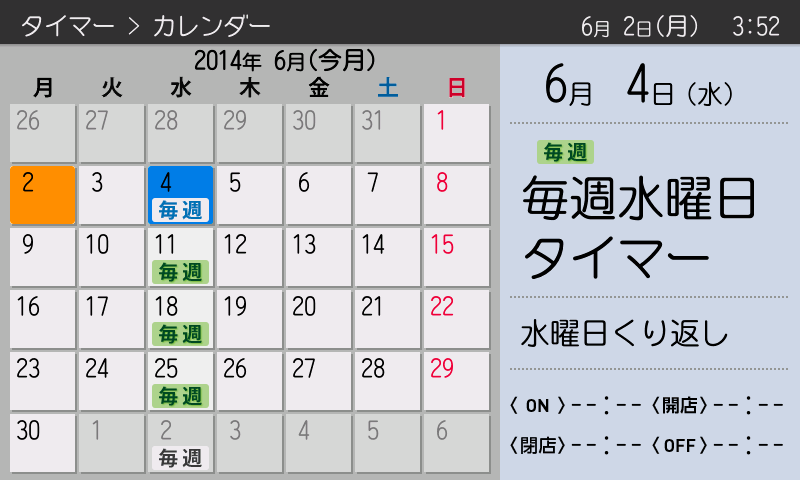 タイマー > カレンダー 6月 2日(月) 3:52
2014年 6月(今月)
月 火 水 木 金 土 日
26 27 28 29 30 31 1
2 3 4 5 6 7 8
毎週
9 10 11 12 13 14 15
毎週
16 17 18 19 20 21 22
毎週
23 24 25 26 27 28 29
毎週
30 1 2 3 4 5 6
毎週
6月 4日(水)
毎週
毎週水曜日
タイマー
水曜日くり返し
〈 ON 〉--:-- 〈開店〉--:--
〈閉店〉--:-- 〈 OFF 〉--:--